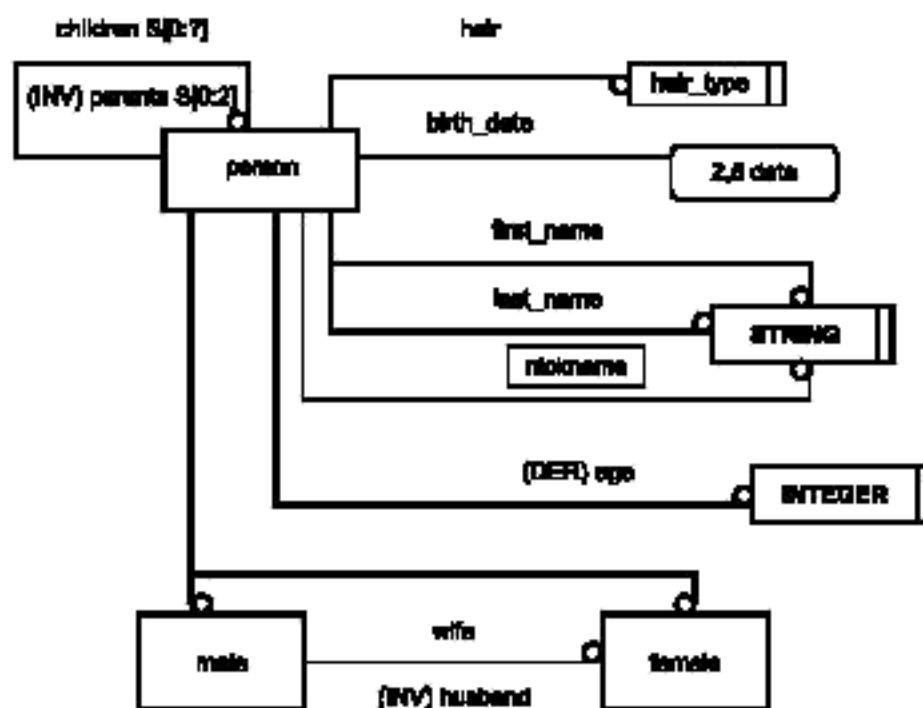 children S[0:?]
hair
(INV) parents S[0:2]
hair_type
birth_date
person
2,6 date
first_name
last_name
STRING
nickname
(DER) age
INTEGER
wife
male
female
(INV) husband